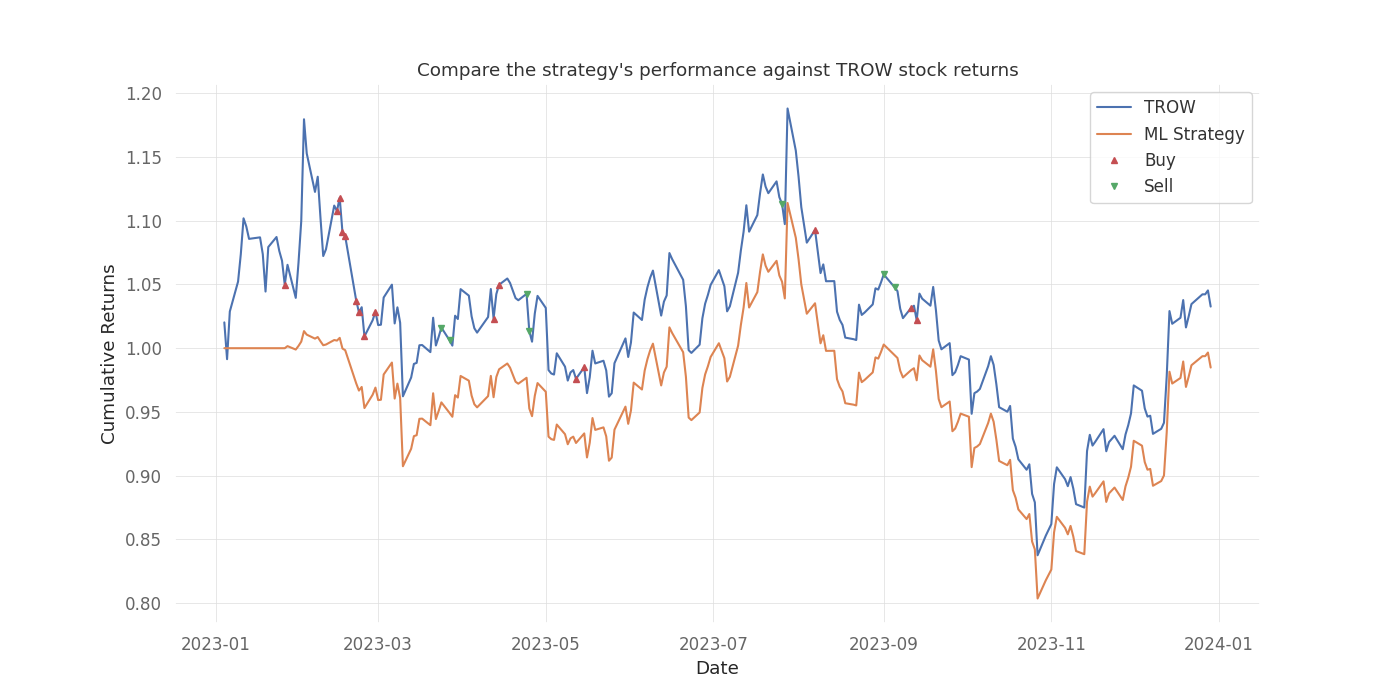 Compare the strategy's performance against TROW stock returns
1.20
1.15
1.10
1.05
1.00
0.95
0.90
0.85
0.80
Cumulative Returns
TROW
ML Strategy
Buy
Sell
2023-01
2023-03
2023-05
2023-07
2023-09
2023-11
2024-01
Date